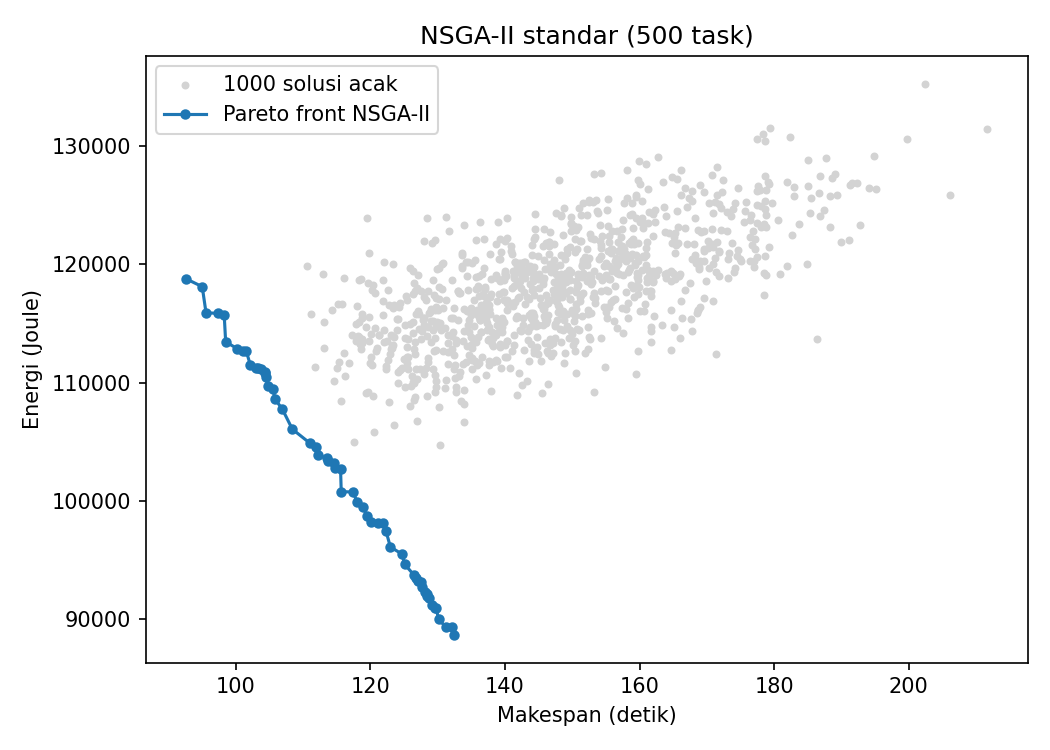 NSGA-II standar (500 task)
1000 solusi acak
Pareto front NSGA-II
130000
120000
110000
100000
90000
Energi (Joule)
100 120 140 160 180 200
Makespan (detik)